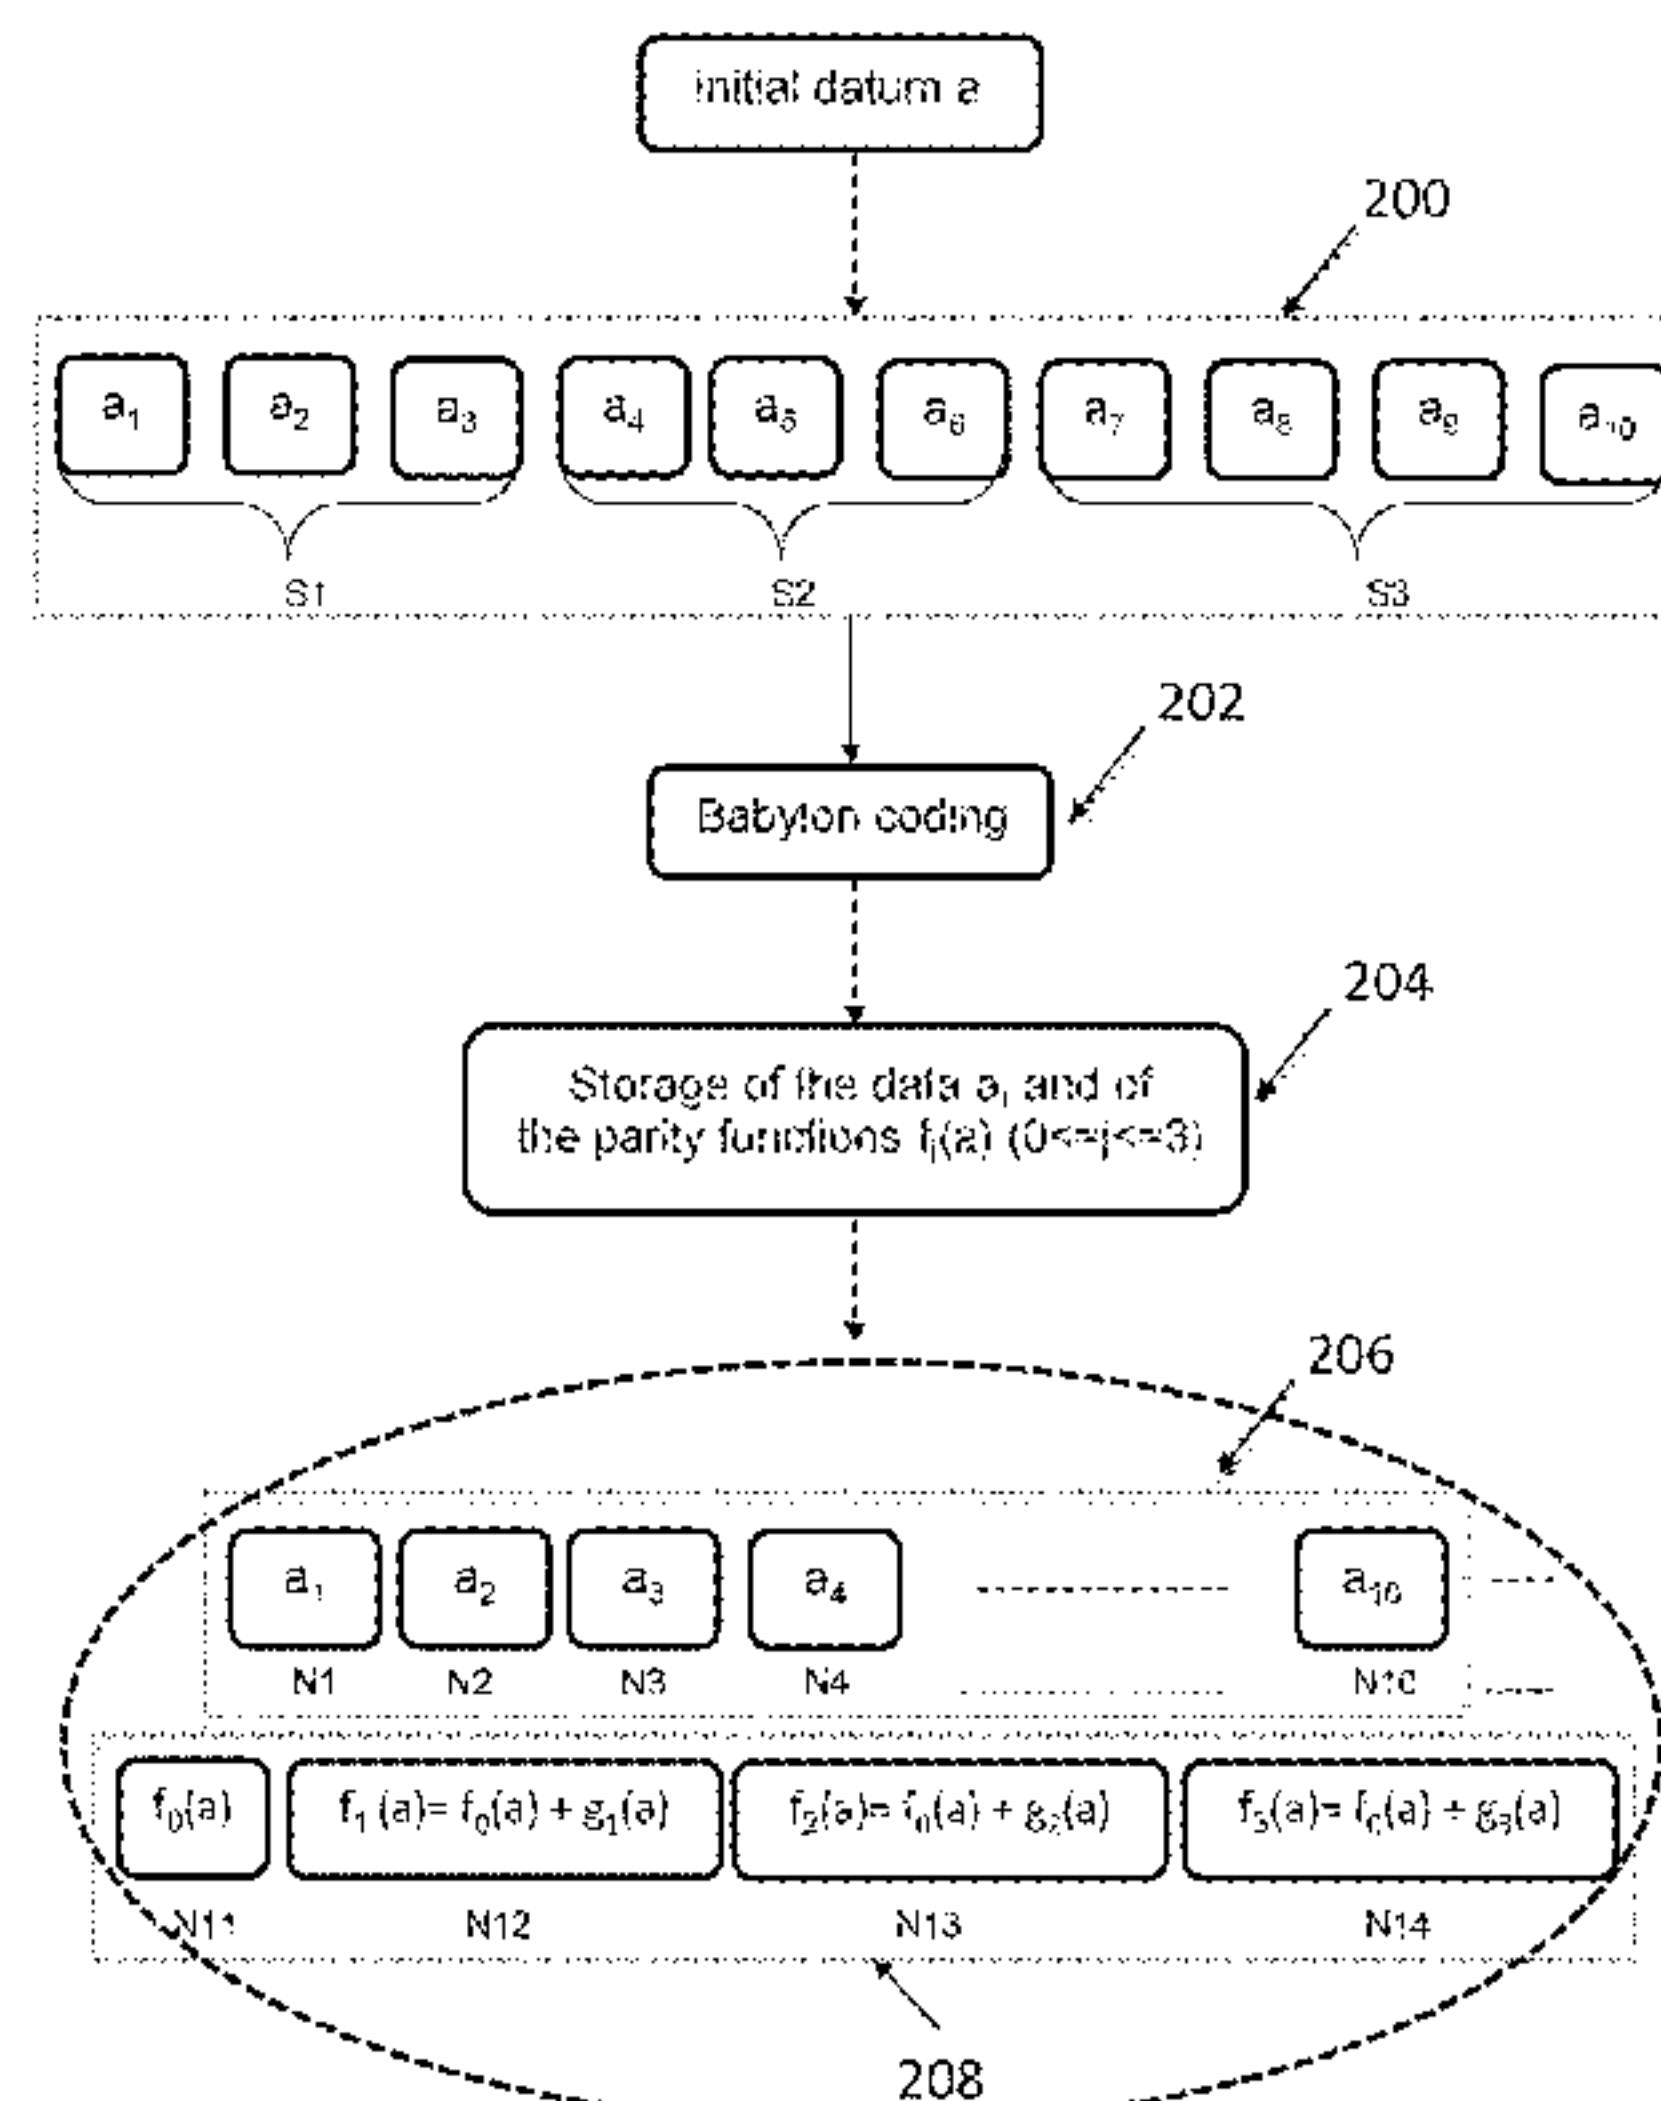 initial datum a
200
a₁ a₂ a₃ a₄ a₅ a₆ a₇ a₈ a₉ a₁₀
S1 S2 S3
202
Babylon coding
204
Storage of the data aᵢ and of
the parity functions fⱼ(a) (0<=j<=3)
206
a₁ a₂ a₃ a₄ a₁₀
N1 N2 N3 N4 N10
f₀(a) f₁ (a)= f₀(a) + g₁(a) f₂(a)= f₀(a) + g₂(a) f₃(a)= f₀(a) + g₃(a)
N11 N12 N13 N14
208